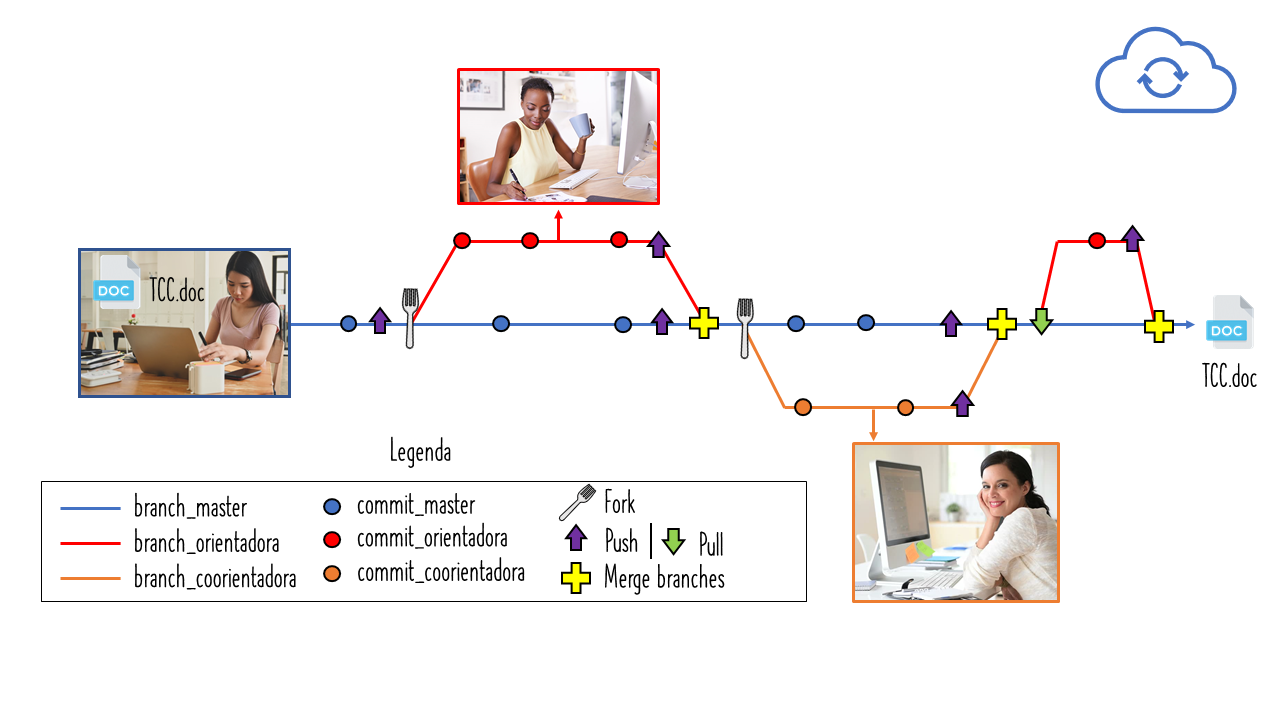 DOC
TCC.doc
DOC
TCC.doc
Legenda
branch_master
commit_master
Fork
branch_orientadora
commit_orientadora
Push
Pull
branch_coorientadora
commit_coorientadora
Merge branches